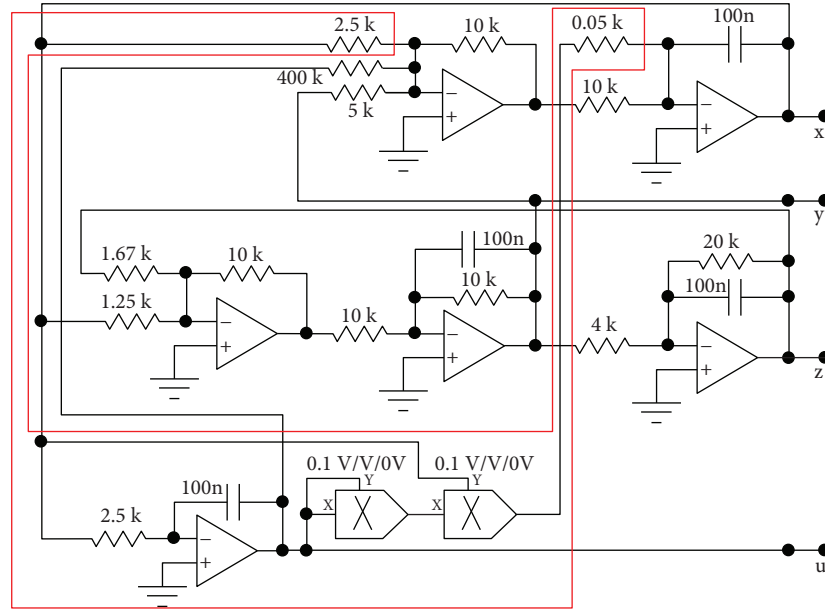 2.5 k
10 k
0.05 k
100n
400 k
5 k
10 k
−
+
−
+
x
y
1.67 k
10 k
100n
10 k
20 k
100n
1.25 k
10 k
4 k
−
+
−
+
−
+
z
0.1 V/V/0V
0.1 V/V/0V
Y
Y
X
X
100n
2.5 k
−
+
u